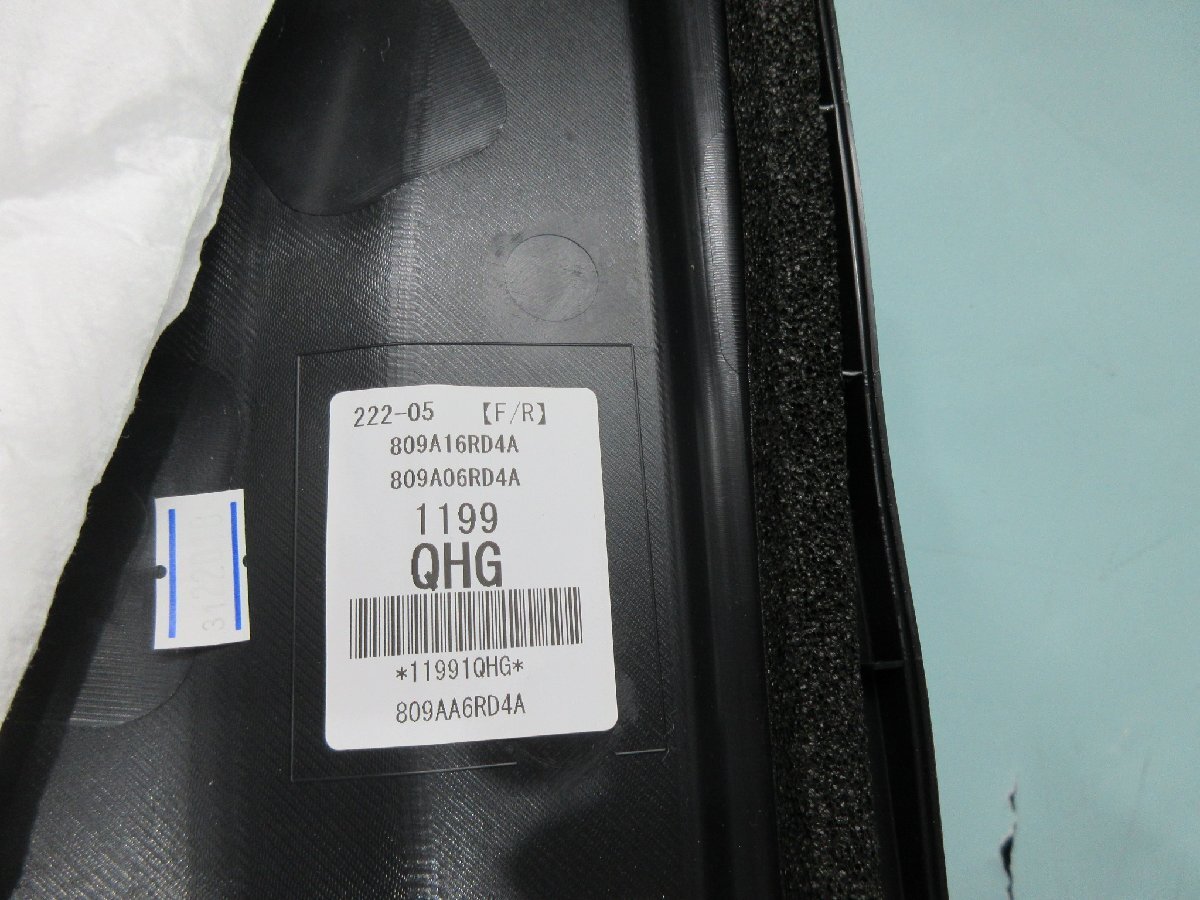 222-05 【F/R】
809A16RD4A
809A06RD4A
1199
QHG
*11991QHG*
809AA6RD4A